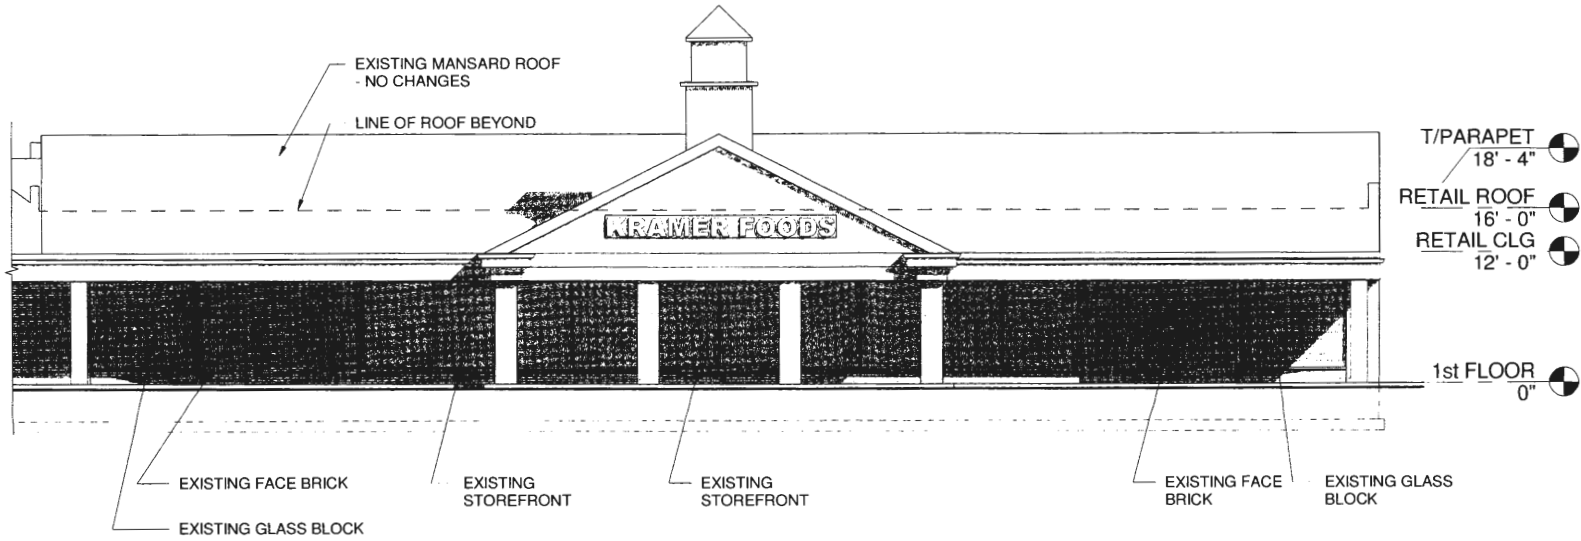 EXISTING MANSARD ROOF
- NO CHANGES
LINE OF ROOF BEYOND
KRAMER FOODS
T/PARAPET
18' - 4"
RETAIL ROOF
16' - 0"
RETAIL CLG
12' - 0"
1st FLOOR
0"
EXISTING FACE BRICK
EXISTING GLASS BLOCK
EXISTING
STOREFRONT
EXISTING
STOREFRONT
EXISTING FACE
BRICK
EXISTING GLASS
BLOCK